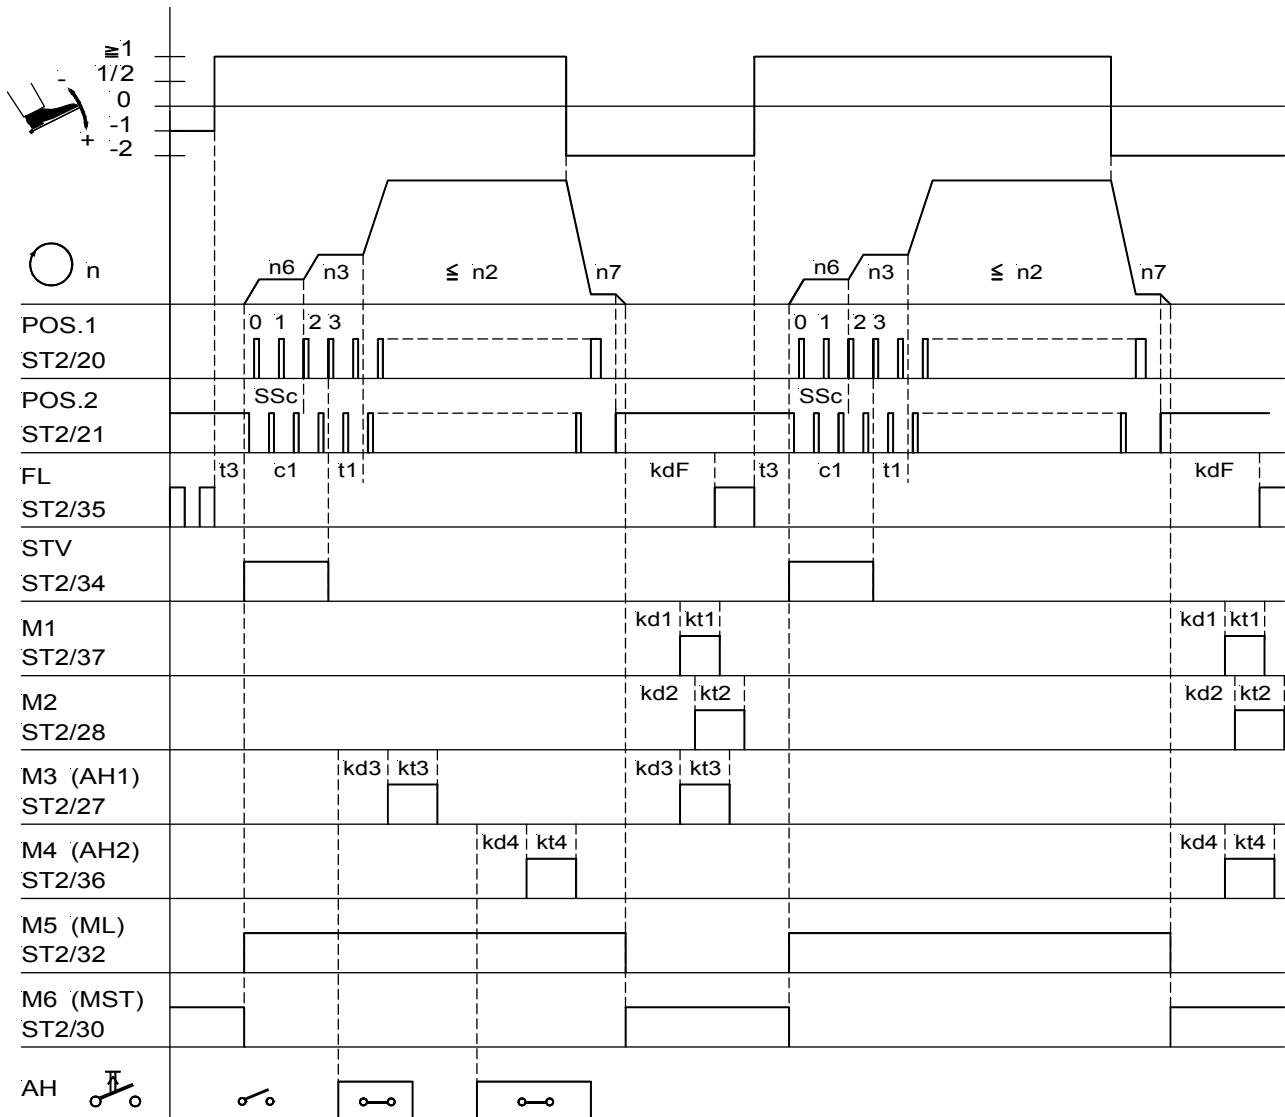 ≧1
1/2
0
-1
-2
-
+
n
n6 n3 ≦ n2 n7 n6 n3 ≦ n2 n7
POS.1 0 1 2 3 0 1 2 3
ST2/20
POS.2 SSc SSc
ST2/21
FL t3 c1 t1 kdF t3 c1 t1 kdF
ST2/35
STV
ST2/34
M1 kd1 kt1 kd1 kt1
ST2/37
M2 kd2 kt2 kd2 kt2
ST2/28
M3 (AH1) kd3 kt3 kd3 kt3
ST2/27
M4 (AH2) kd4 kt4 kd4 kt4
ST2/36
M5 (ML)
ST2/32
M6 (MST)
ST2/30
AH